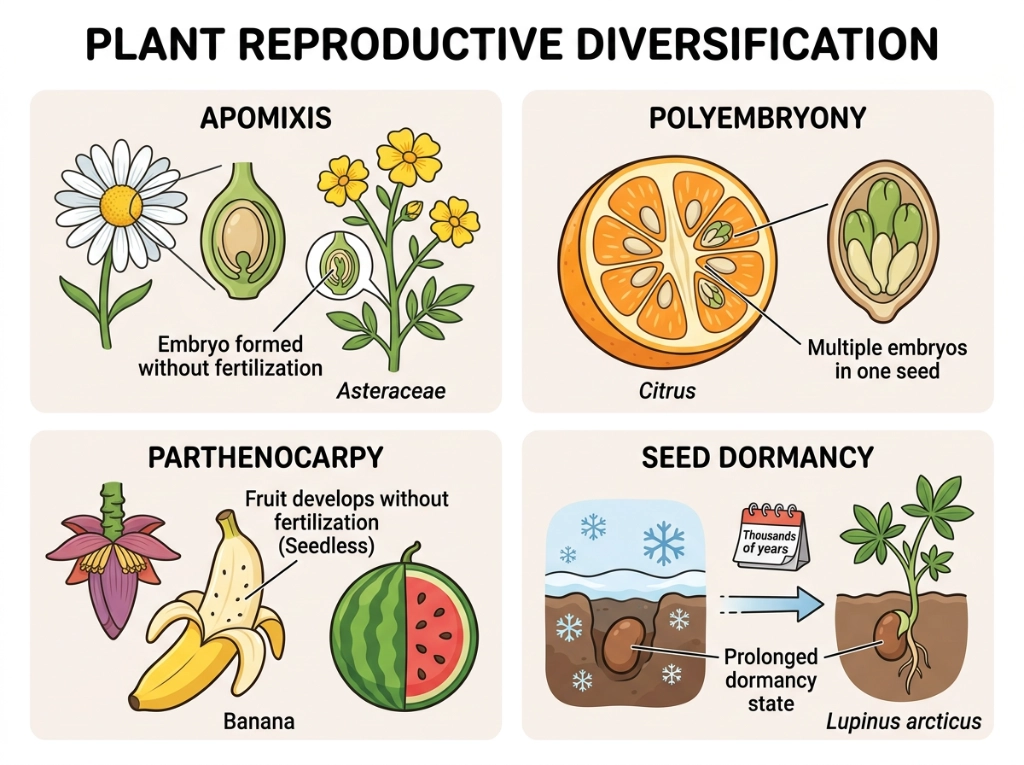 PLANT REPRODUCTIVE DIVERSIFICATION
APOMIXIS
Embryo formed
without fertilization
Asteraceae
POLYEMBRYONY
Multiple embryos
in one seed
Citrus
PARTHENOCARPY
Fruit develops without
fertilization
(Seedless)
Banana
SEED DORMANCY
Thousands
of years
Prolonged
dormancy
state
Lupinus arcticus